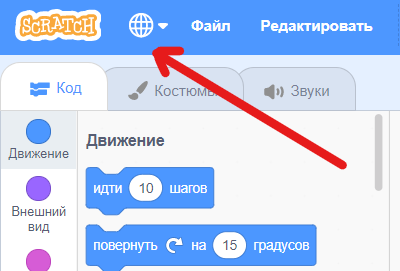 SCRATCH
Файл
Редактировать
Код
Костюмы
Звуки
Движение
Движение
идти 10 шагов
Внешний
вид
повернуть на 15 градусов